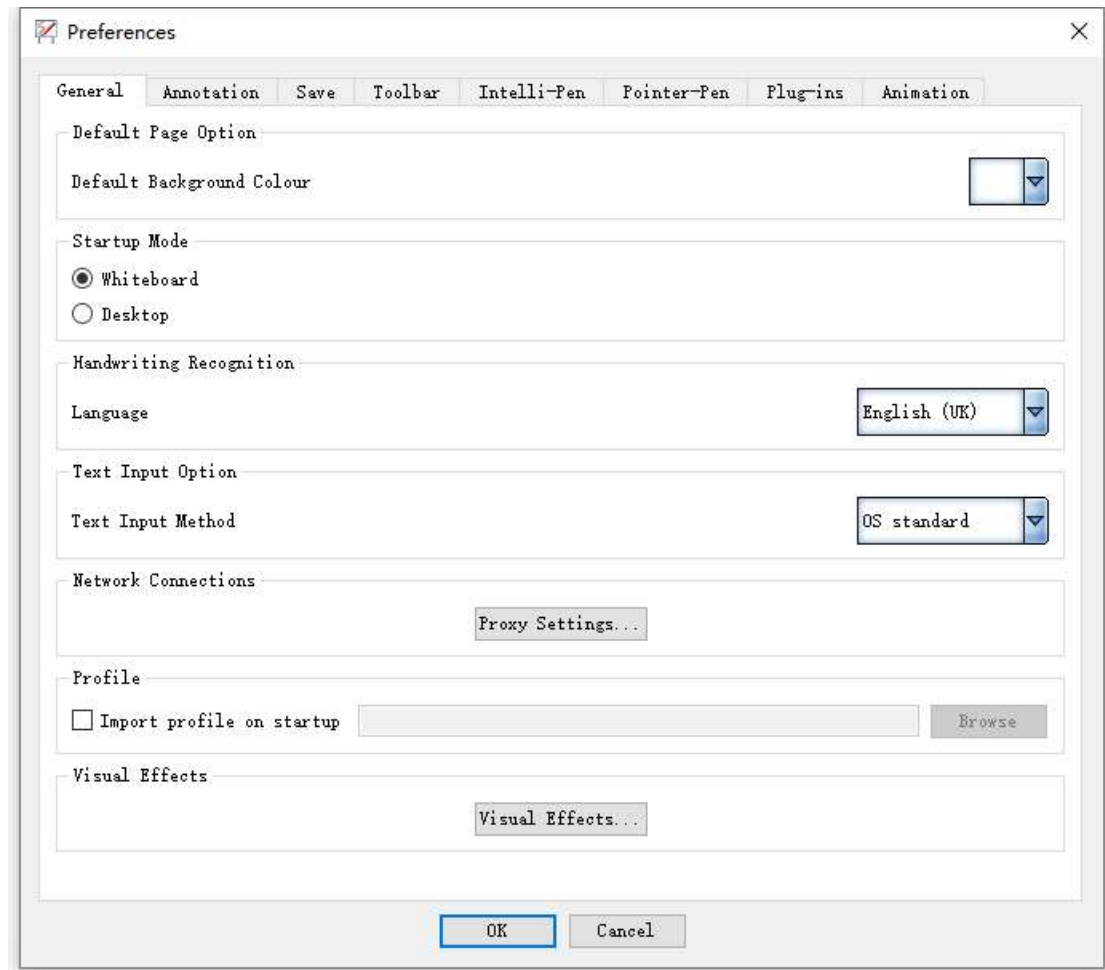 Preferences
General Annotation Save Toolbar Intelli-Pen Pointer-Pen Plug-ins Animation
Default Page Option
Default Background Colour
Startup Mode
Whiteboard
Desktop
Handwriting Recognition
Language English (UK)
Text Input Option
Text Input Method OS standard
Network Connections
Proxy Settings...
Profile
Import profile on startup Browse
Visual Effects
Visual Effects...
OK Cancel